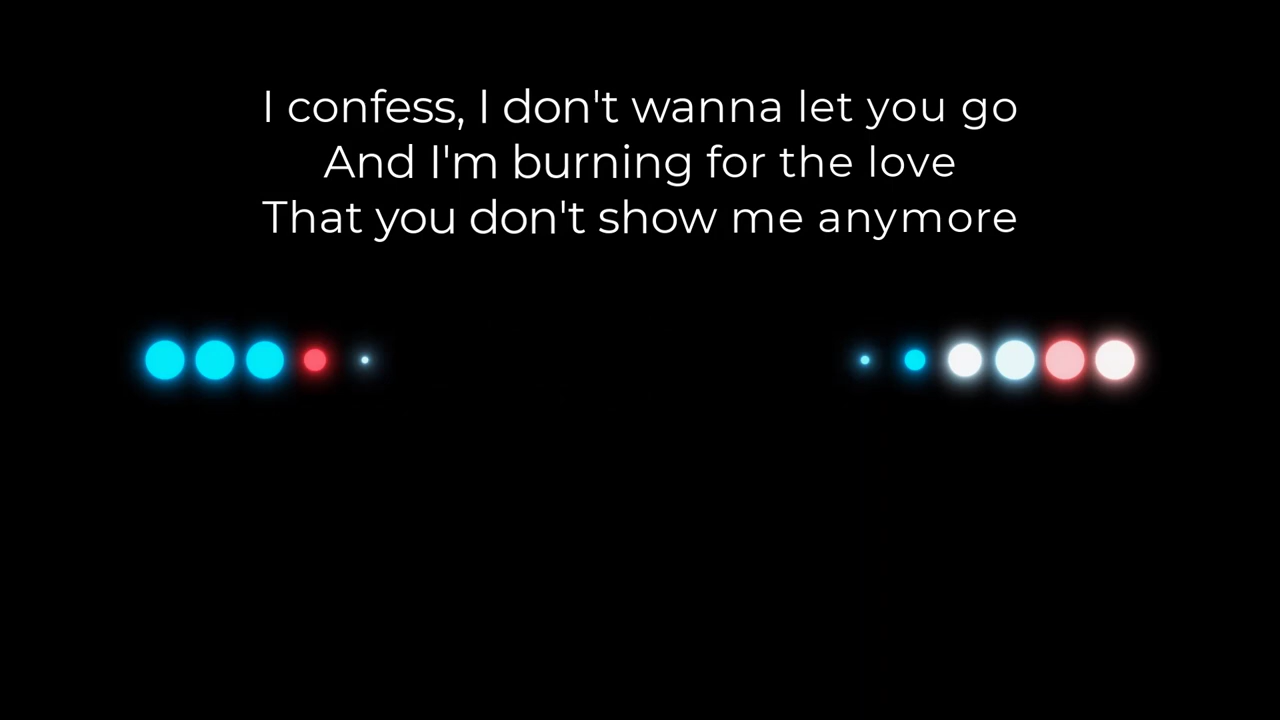 I confess, I don't wanna let you go
And I'm burning for the love
That you don't show me anymore